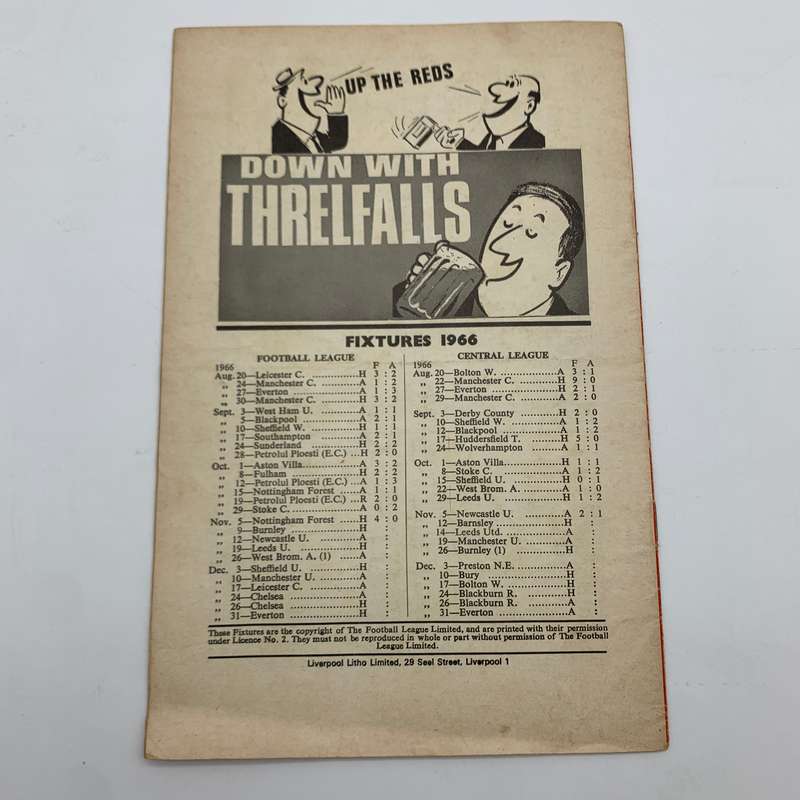 UP THE REDS
DOWN WITH
THRELFALLS
FIXTURES 1966
FOOTBALL LEAGUE
1966 F A
Aug. 20—Leicester C. ..........H 3 : 2
„ 24—Manchester C. ..........A 1 : 2
„ 27—Everton ..........A 1 : 3
„ 30—Manchester C. ..........H 3 : 2
Sept. 3—West Ham U. ..........A 1 : 1
„ 5—Blackpool ..........A 2 : 1
„ 10—Sheffield W. ..........H 1 : 1
„ 17—Southampton ..........A 2 : 1
„ 24—Sunderland ..........H 2 : 2
„ 28—Petrolul Ploesti (E.C.) ...H 2 : 0
Oct. 1—Aston Villa ..........A 3 : 2
„ 8—Fulham ..........H 2 : 2
„ 12—Petrolul Ploesti (E.C.) ...A 1 : 3
„ 15—Nottingham Forest ......A 1 : 1
„ 19—Petrolul Ploesti (E.C.) ...R 2 : 0
„ 29—Stoke C. ..........A 0 : 2
Nov. 5—Nottingham Forest ......H 4 : 0
„ 9—Burnley ..........H :
„ 12—Newcastle U. ..........A :
„ 19—Leeds U. ..........H :
„ 26—West Brom. A. (1) ......A :
Dec. 3—Sheffield U. ..........H :
„ 10—Manchester U. ..........A :
„ 17—Leicester C. ..........A :
„ 24—Chelsea ..........A :
„ 26—Chelsea ..........H :
„ 31—Everton ..........H :
CENTRAL LEAGUE
1966 F A
Aug. 20—Bolton W. ..........A 3 : 1
„ 22—Manchester C. ..........H 9 : 0
„ 27—Everton ..........H 2 : 1
„ 29—Manchester C. ..........A 2 : 0
Sept. 3—Derby County ..........H 2 : 0
„ 10—Sheffield W. ..........A 1 : 2
„ 12—Blackpool ..........A 1 : 2
„ 17—Huddersfield T. ..........H 5 : 0
„ 24—Wolverhampton ..........A 1 : 1
Oct. 1—Aston Villa ..........H 1 : 1
„ 8—Stoke C. ..........A 1 : 2
„ 15—Sheffield U. ..........H 0 : 1
„ 22—West Brom. A. ..........A 1 : 0
„ 29—Leeds U. ..........H 1 : 2
Nov. 5—Newcastle U. ..........A 2 : 1
„ 12—Barnsley ..........H :
„ 14—Leeds Utd. ..........A :
„ 19—Manchester U. ..........A :
„ 26—Burnley (1) ..........H :
Dec. 3—Preston N.E. ..........A :
„ 10—Bury ..........H :
„ 17—Bolton W. ..........H :
„ 24—Blackburn R. ..........H :
„ 26—Blackburn R. ..........A :
„ 31—Everton ..........A :
These Fixtures are the copyright of The Football League Limited, and are printed with their permission
under Licence No. 2. They must not be reproduced in whole or part without permission of The Football
League Limited.
Liverpool Litho Limited, 29 Seel Street, Liverpool 1